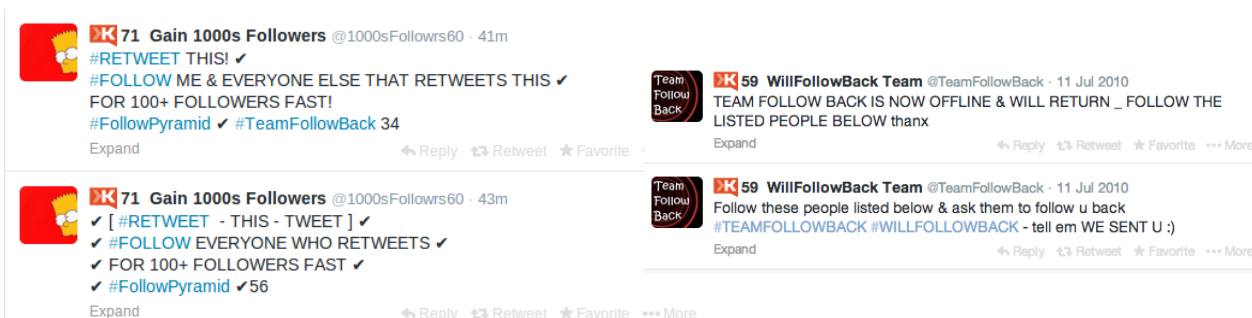 71 Gain 1000s Followers @1000sFollowrs60 · 41m
#RETWEET THIS! ✔
#FOLLOW ME & EVERYONE ELSE THAT RETWEETS THIS ✔
FOR 100+ FOLLOWERS FAST!
#FollowPyramid ✔ #TeamFollowBack 34
Expand Reply Retweet Favorite
71 Gain 1000s Followers @1000sFollowrs60 · 43m
✔ [ #RETWEET - THIS - TWEET ] ✔
✔ #FOLLOW EVERYONE WHO RETWEETS ✔
✔ FOR 100+ FOLLOWERS FAST ✔
✔ #FollowPyramid ✔56
Expand Reply Retweet Favorite More
Team
Follow
Back
59 WillFollowBack Team @TeamFollowBack · 11 Jul 2010
TEAM FOLLOW BACK IS NOW OFFLINE & WILL RETURN _ FOLLOW THE
LISTED PEOPLE BELOW thanx
Expand Reply Retweet Favorite More
Team
Follow
Back
59 WillFollowBack Team @TeamFollowBack · 11 Jul 2010
Follow these people listed below & ask them to follow u back
#TEAMFOLLOWBACK #WILLFOLLOWBACK - tell em WE SENT U :)
Expand Reply Retweet Favorite More